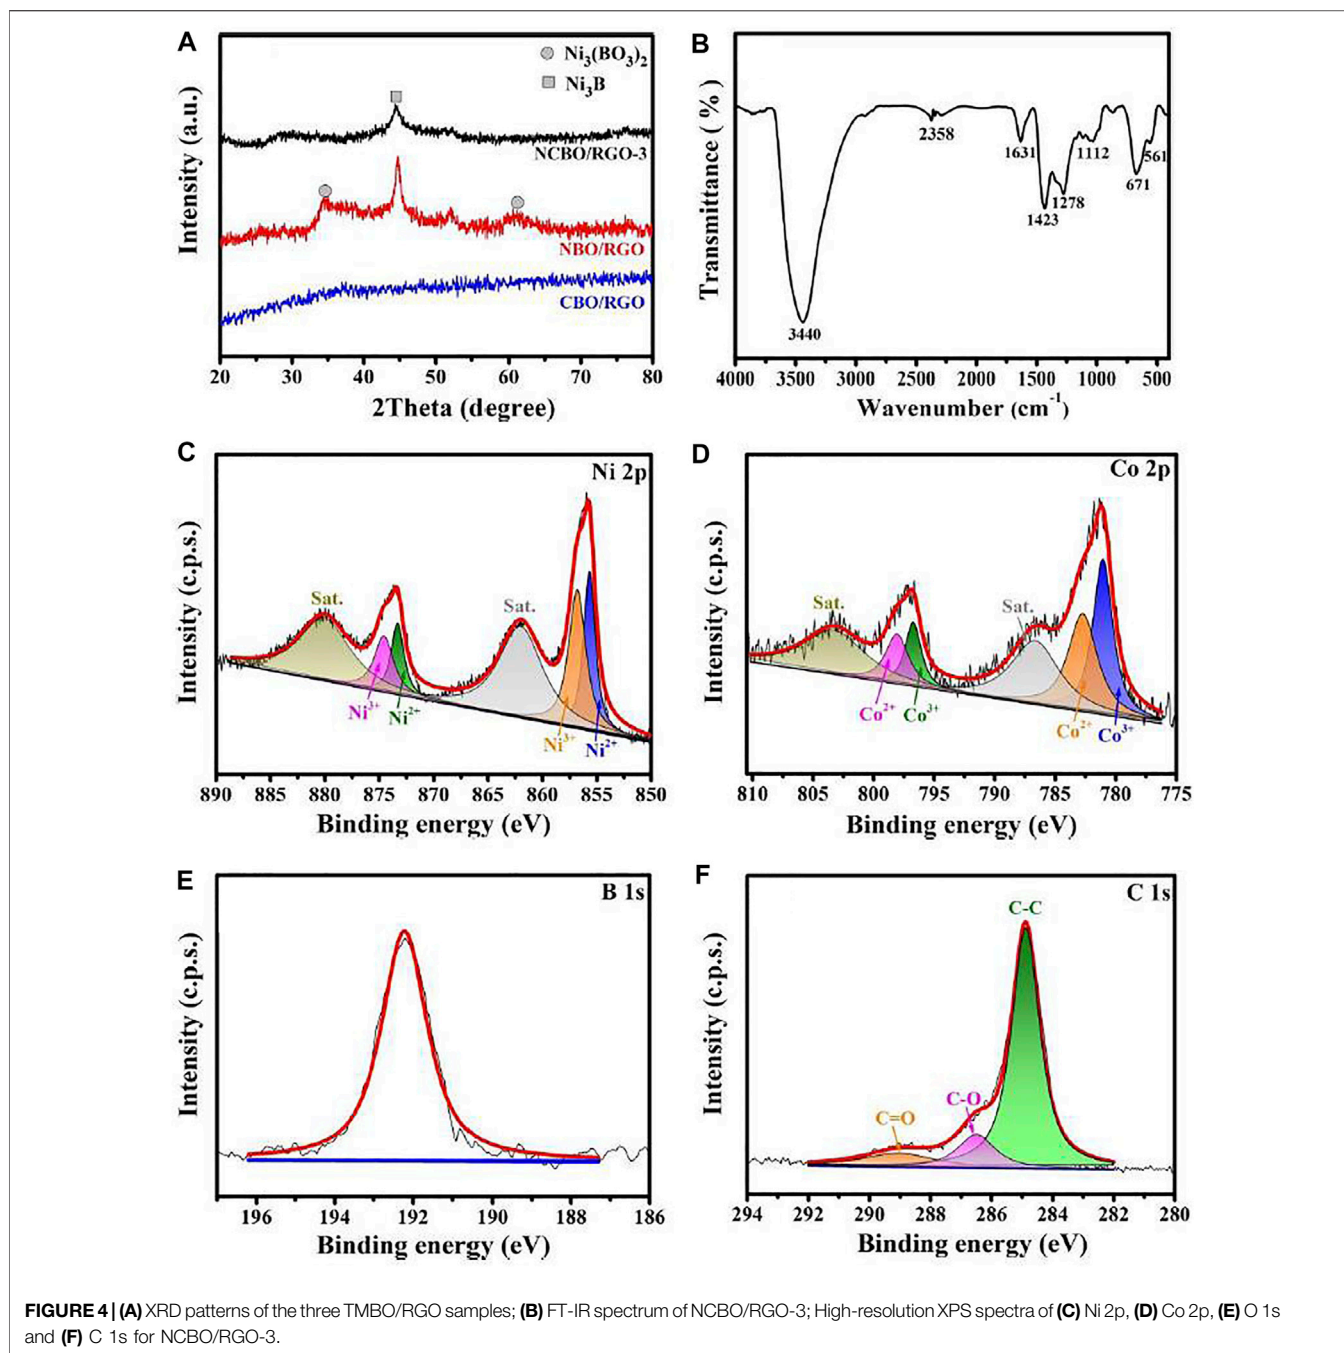 A
Intensity (a.u.)
Ni3(BO3)2
Ni3B
NCBO/RGO-3
NBO/RGO
CBO/RGO
20 30 40 50 60 70 80
2Theta (degree)
B
Transmittance ( % )
3440
2358
1631
1423
1278
1112
671
561
4000 3500 3000 2500 2000 1500 1000 500
Wavenumber (cm-1)
C
Ni 2p
Intensity (c.p.s.)
Sat.
Sat.
Ni3+
Ni2+
Ni3+
Ni2+
890 885 880 875 870 865 860 855 850
Binding energy (eV)
D
Co 2p
Intensity (c.p.s.)
Sat.
Sat.
Co2+
Co3+
Co2+
Co3+
810 805 800 795 790 785 780 775
Binding energy (eV)
E
B 1s
Intensity (c.p.s.)
196 194 192 190 188 186
Binding energy (eV)
F
C 1s
Intensity (c.p.s.)
C-C
C-O
C=O
294 292 290 288 286 284 282 280
Binding energy (eV)
FIGURE 4 | (A) XRD patterns of the three TMBO/RGO samples; (B) FT-IR spectrum of NCBO/RGO-3; High-resolution XPS spectra of (C) Ni 2p, (D) Co 2p, (E) O 1s
and (F) C 1s for NCBO/RGO-3.